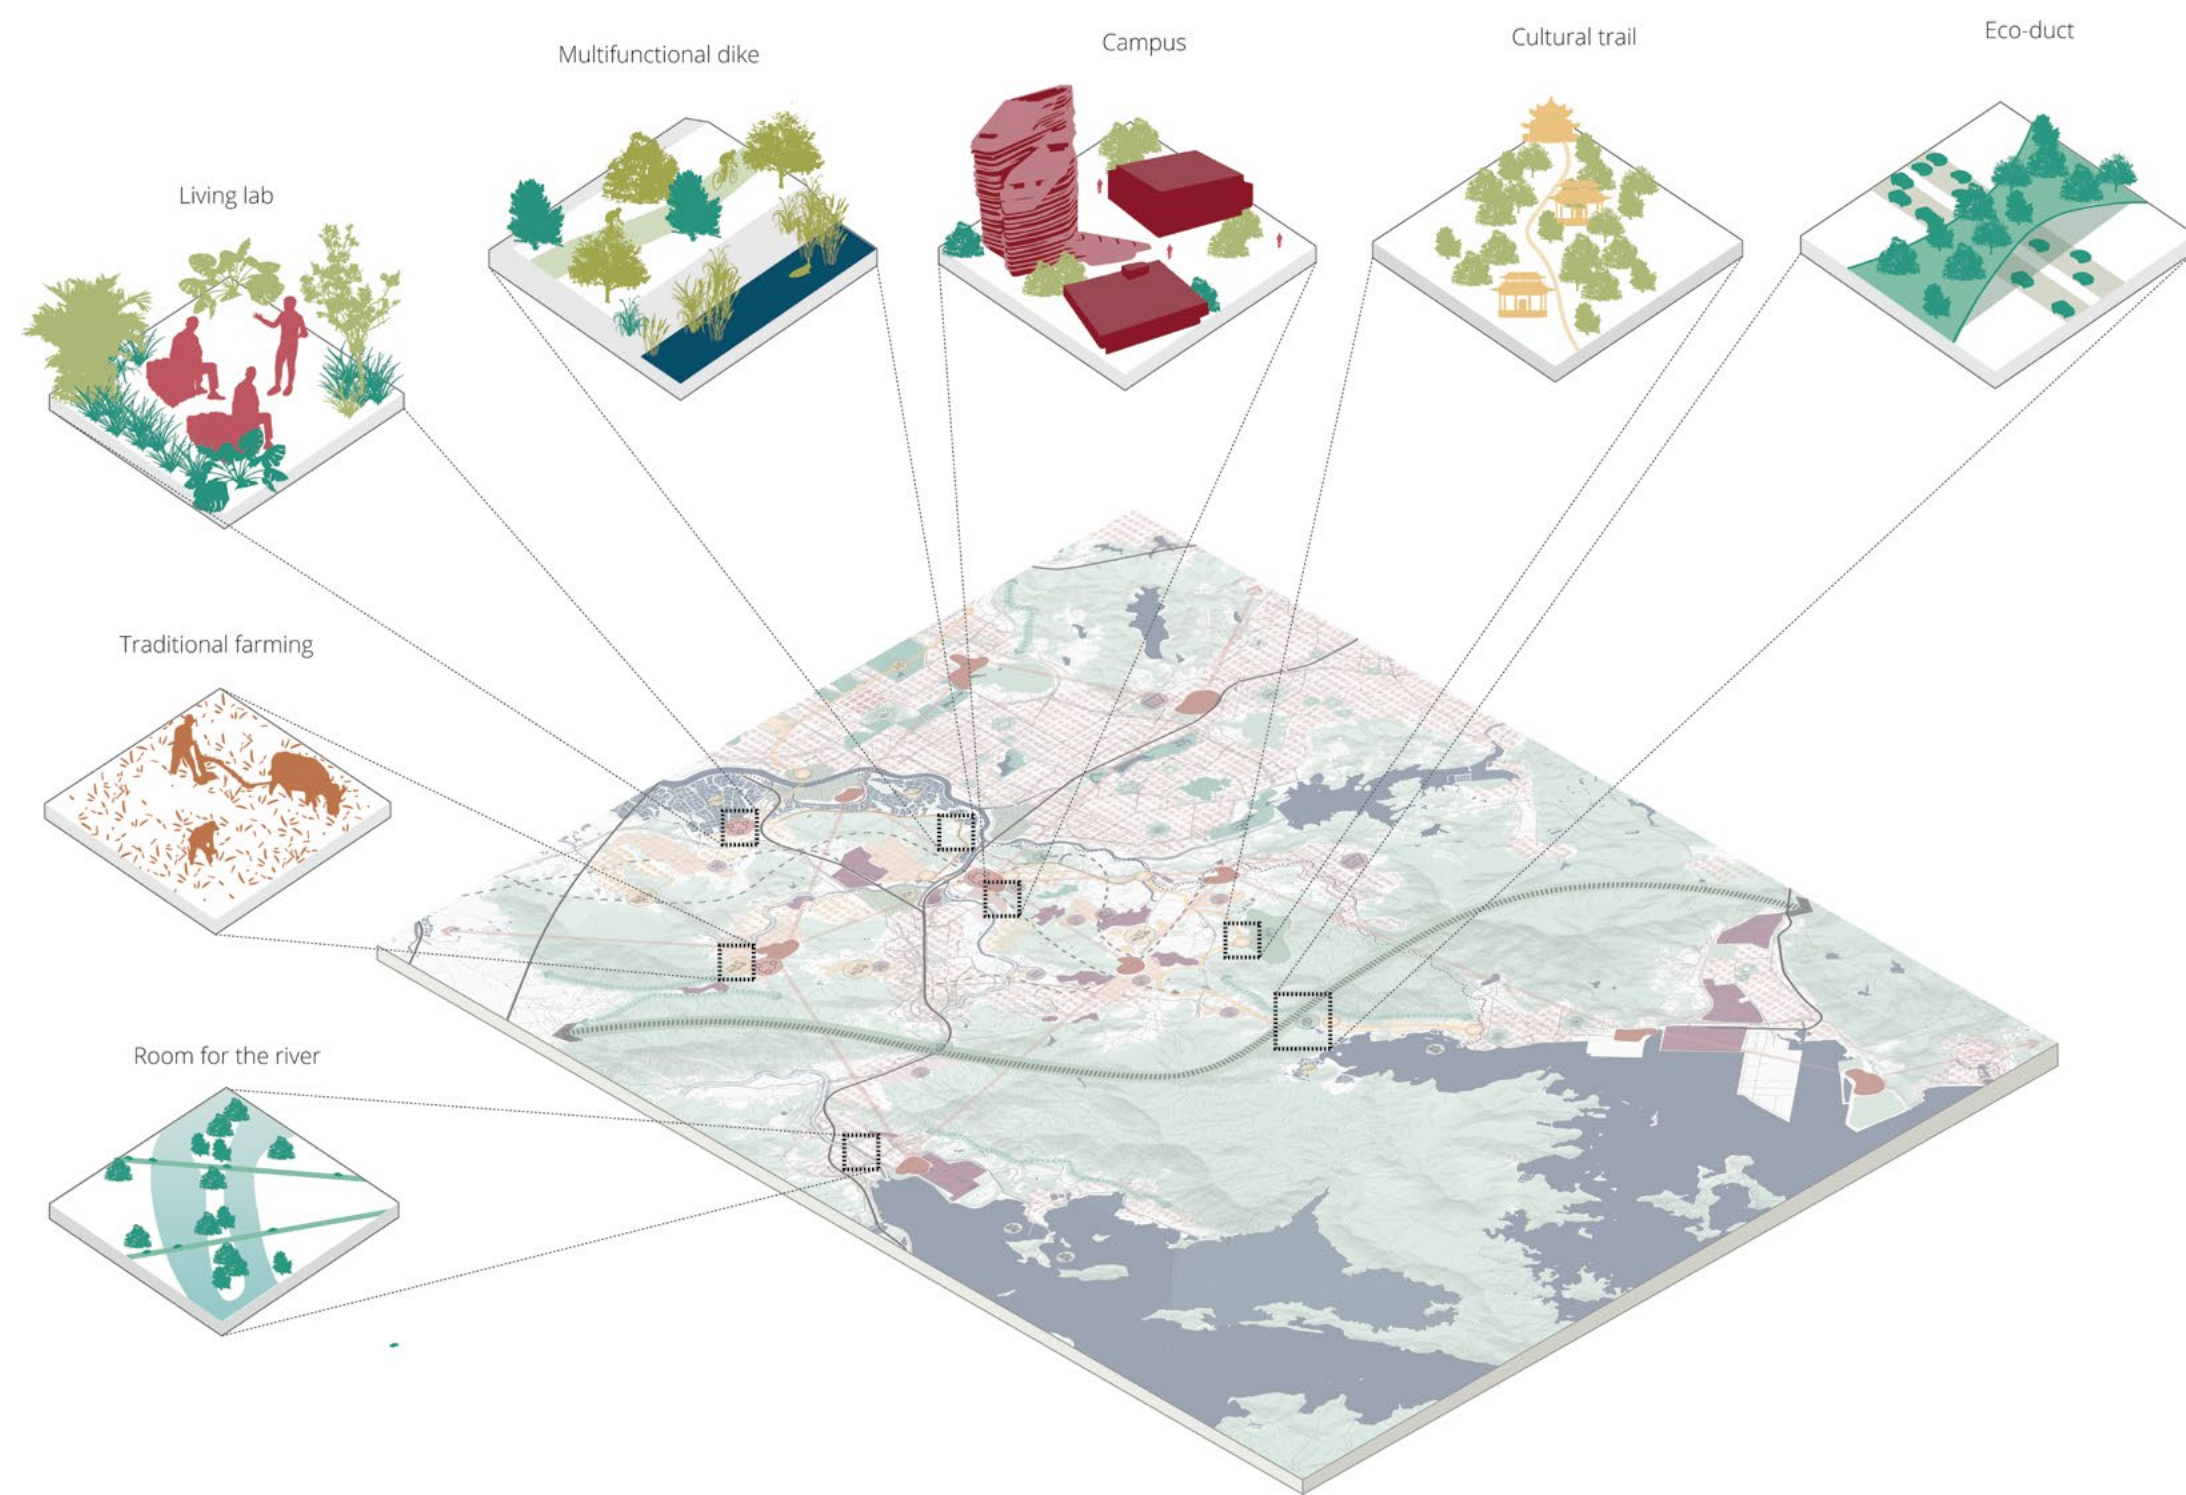 Eco-duct
Cultural trail
Campus
Multifunctional dike
Living lab
Traditional farming
Room for the river